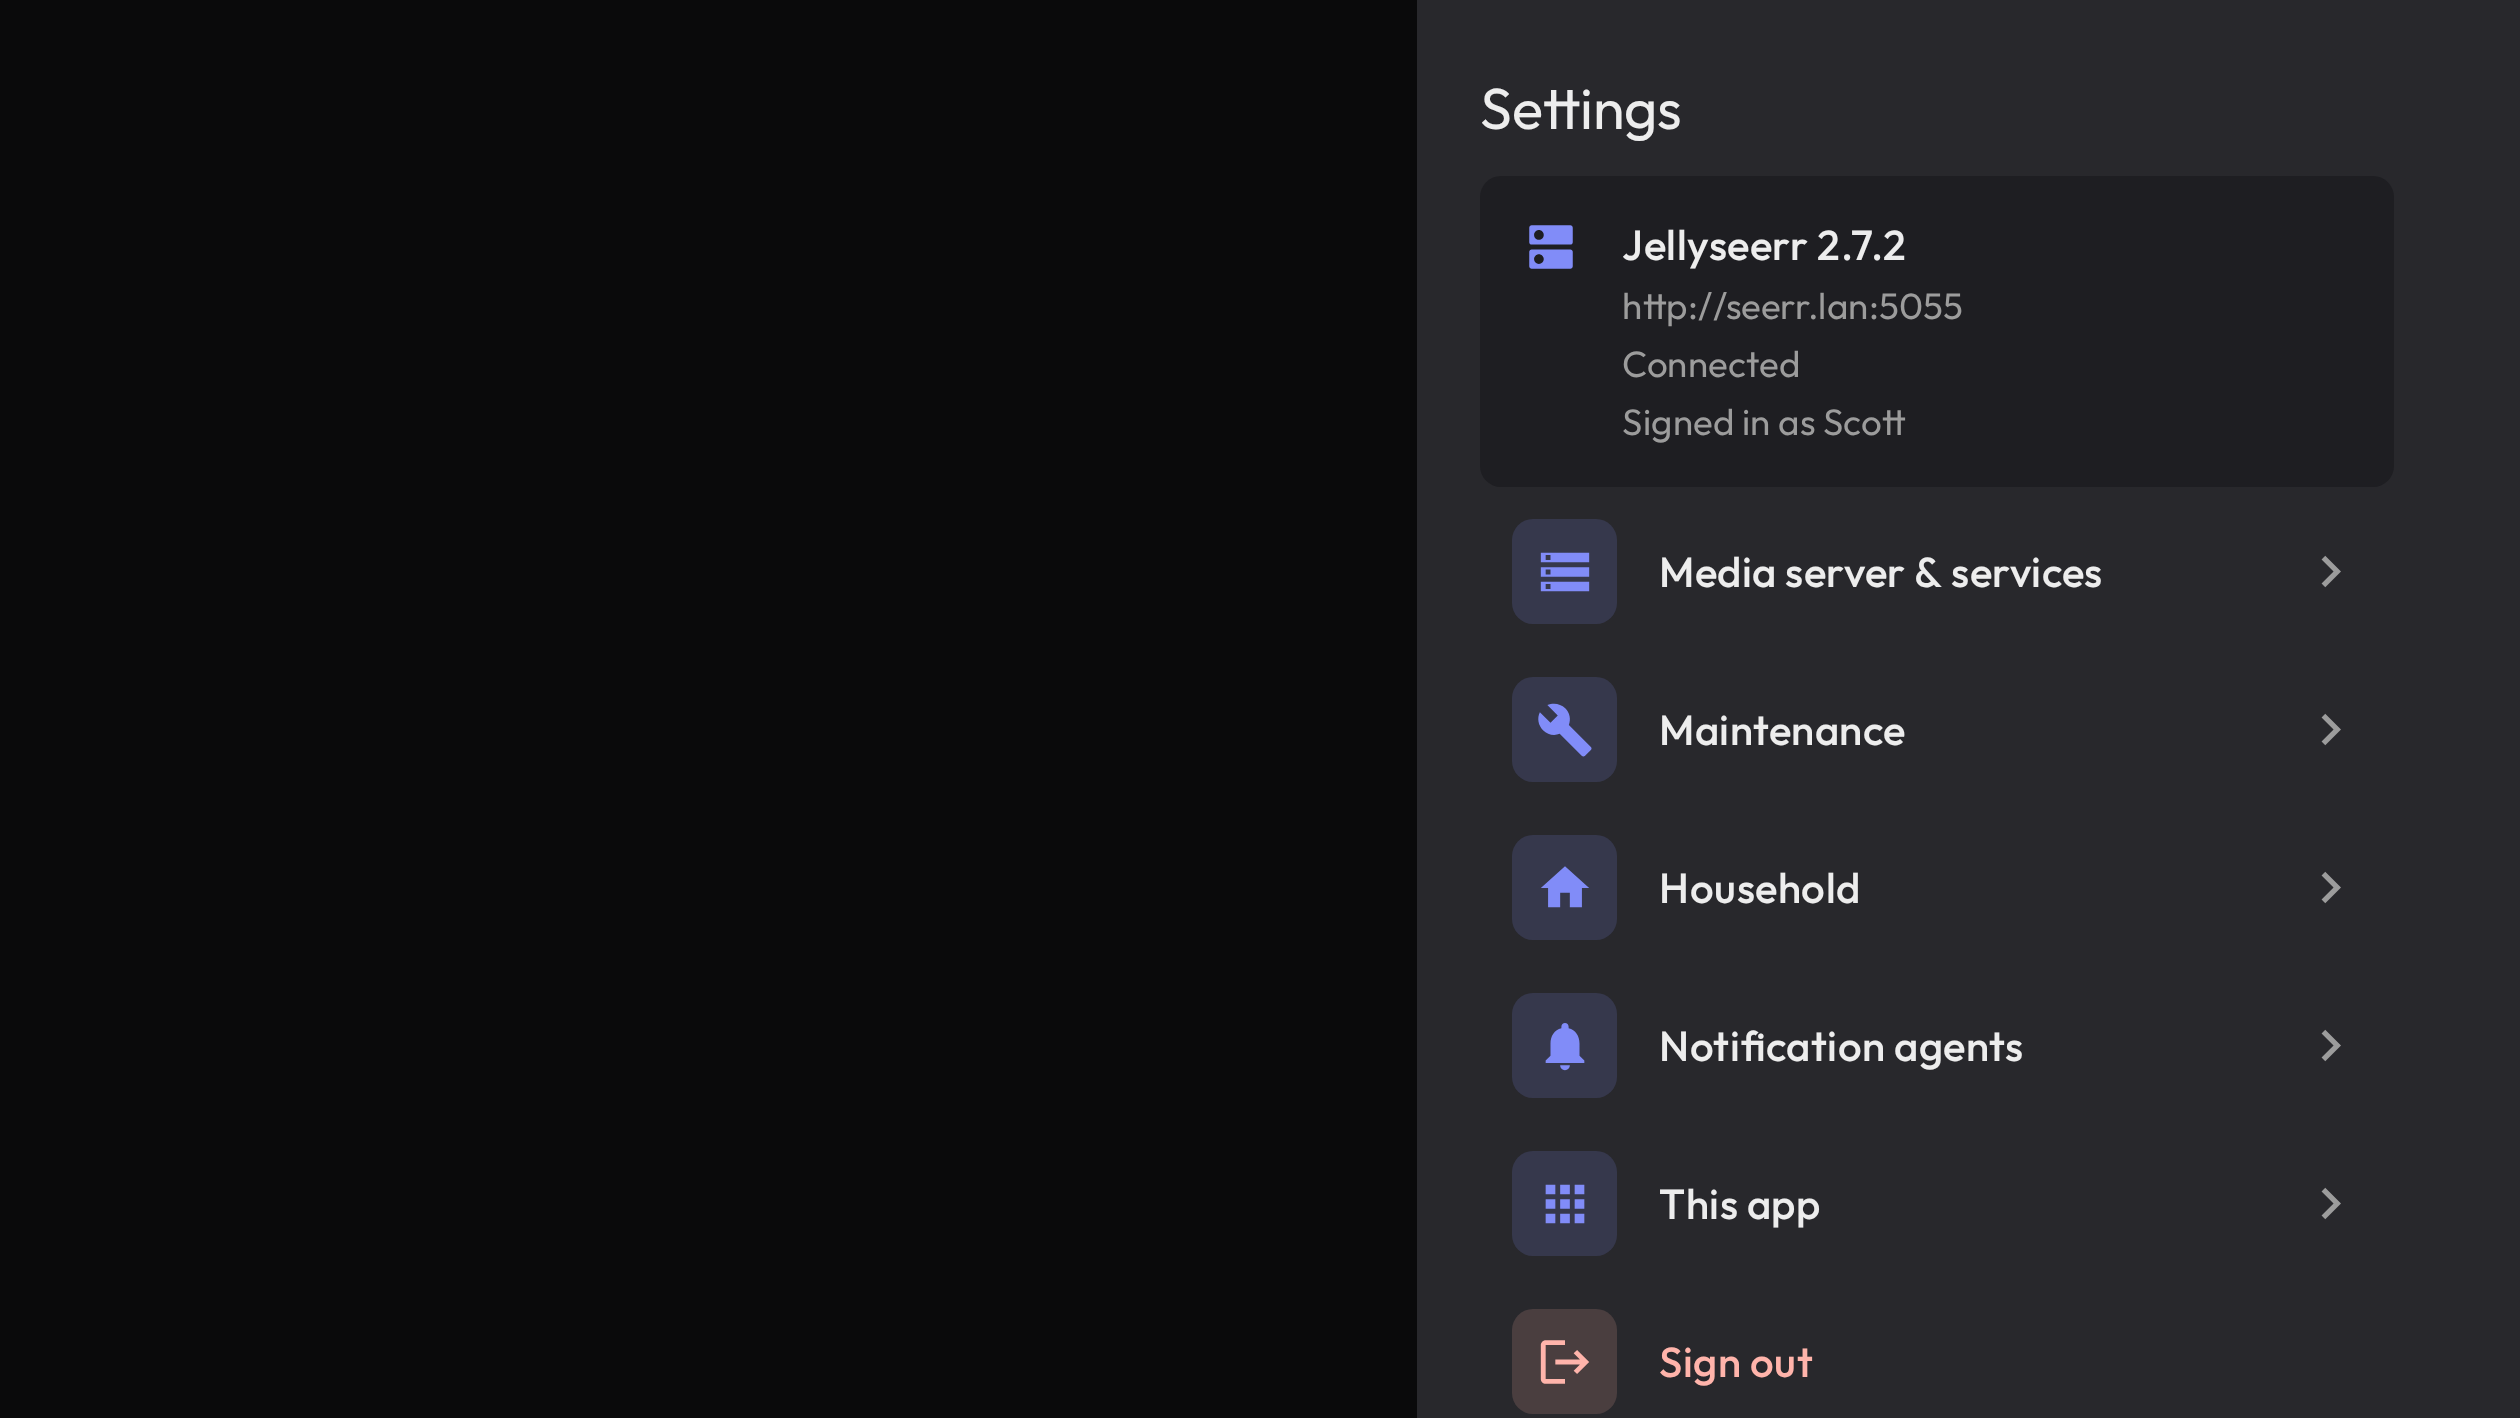 Settings
Jellyseerr 2.7.2
http://seerr.lan:5055
Connected
Signed in as Scott
Media server & services
Maintenance
Household
Notification agents
This app
Sign out